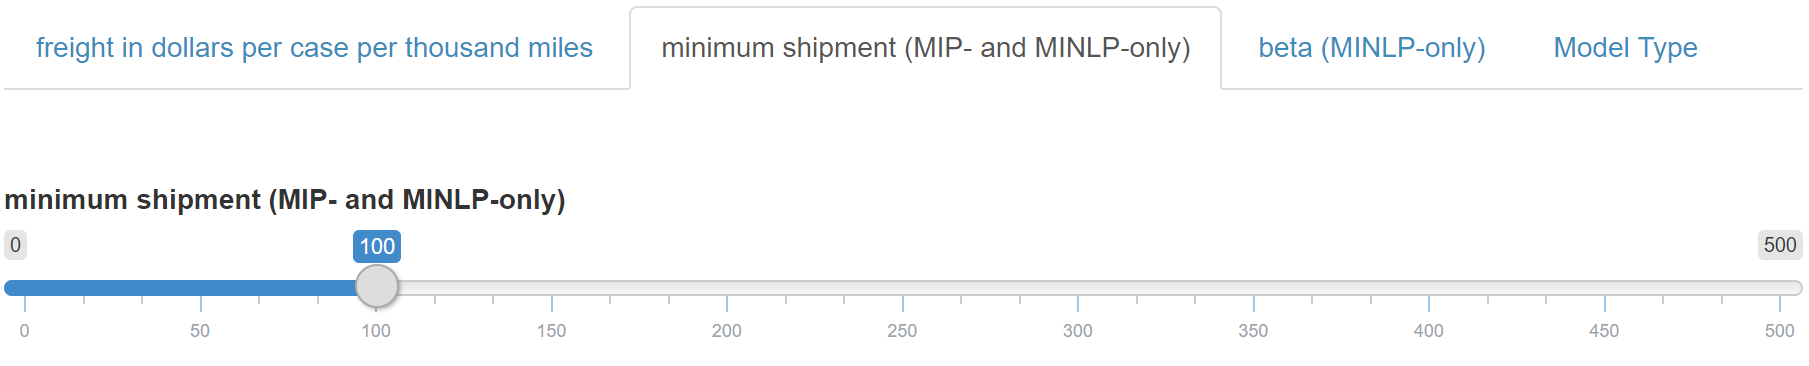 freight in dollars per case per thousand miles minimum shipment (MIP- and MINLP-only) beta (MINLP-only) Model Type
minimum shipment (MIP- and MINLP-only)
0 100 500
0 50 100 150 200 250 300 350 400 450 500